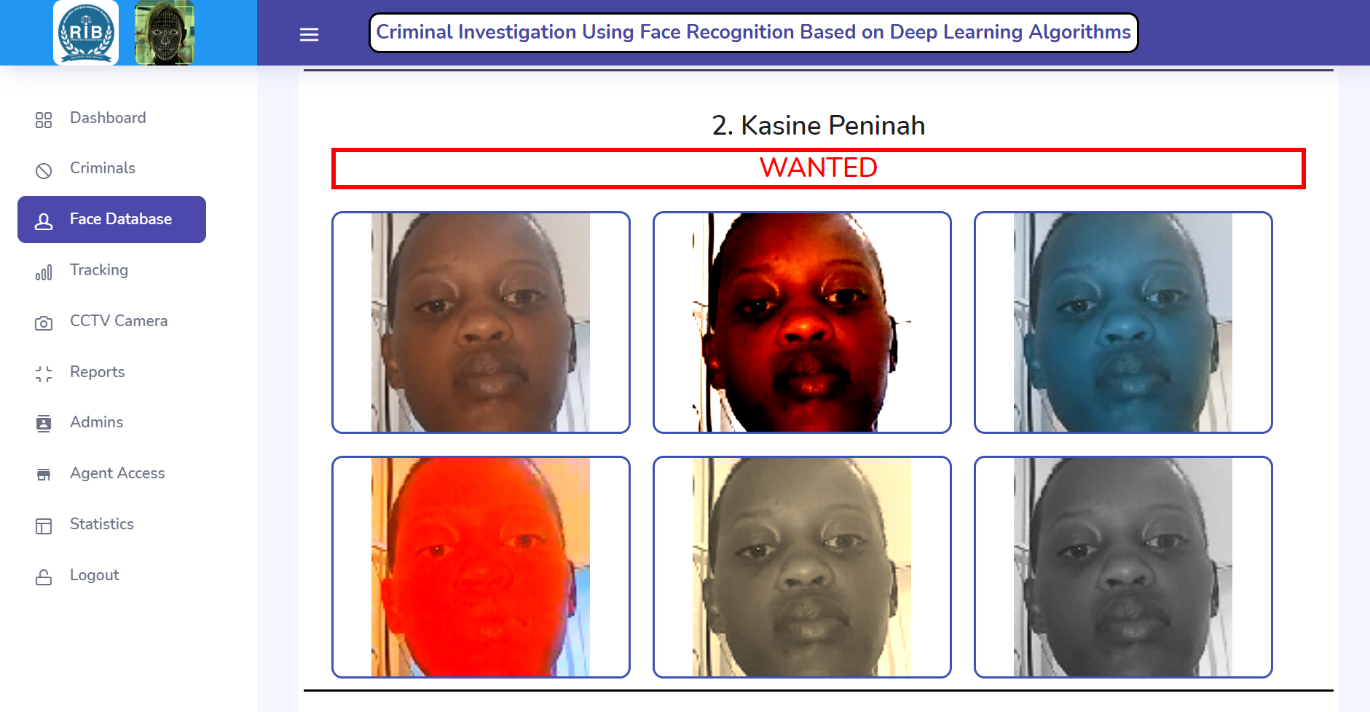 RIB
Criminal Investigation Using Face Recognition Based on Deep Learning Algorithms
Dashboard
Criminals
Face Database
Tracking
CCTV Camera
Reports
Admins
Agent Access
Statistics
Logout
2. Kasine Peninah
WANTED